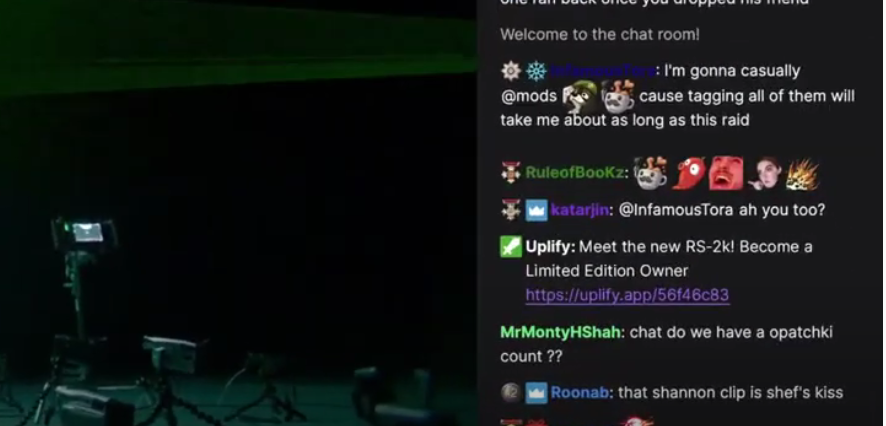 one ran back once you dropped his friend
Welcome to the chat room!
InfamousTora: I'm gonna casually
@mods cause tagging all of them will
take me about as long as this raid
RuleofBooKz:
katarjin: @InfamousTora ah you too?
Uplify: Meet the new RS-2k! Become a
Limited Edition Owner
https://uplify.app/56f46c83
MrMontyHShah: chat do we have a opatchki
count ??
Roonab: that shannon clip is shef's kiss